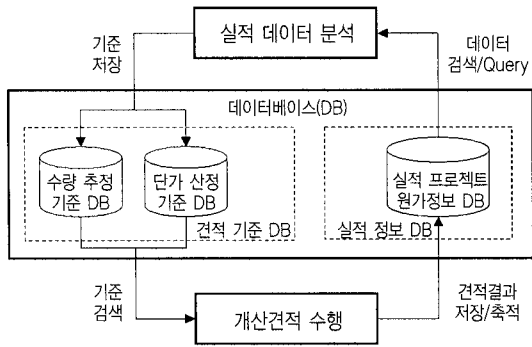 실적 데이터 분석
기준
저장
데이터
검색/Query
데이터베이스(DB)
수량 추정
기준 DB
단가 산정
기준 DB
견적 기준 DB
실적 프로젝트
원가정보 DB
실적 정보 DB
기준
검색
개산견적 수행
견적결과
저장/축적